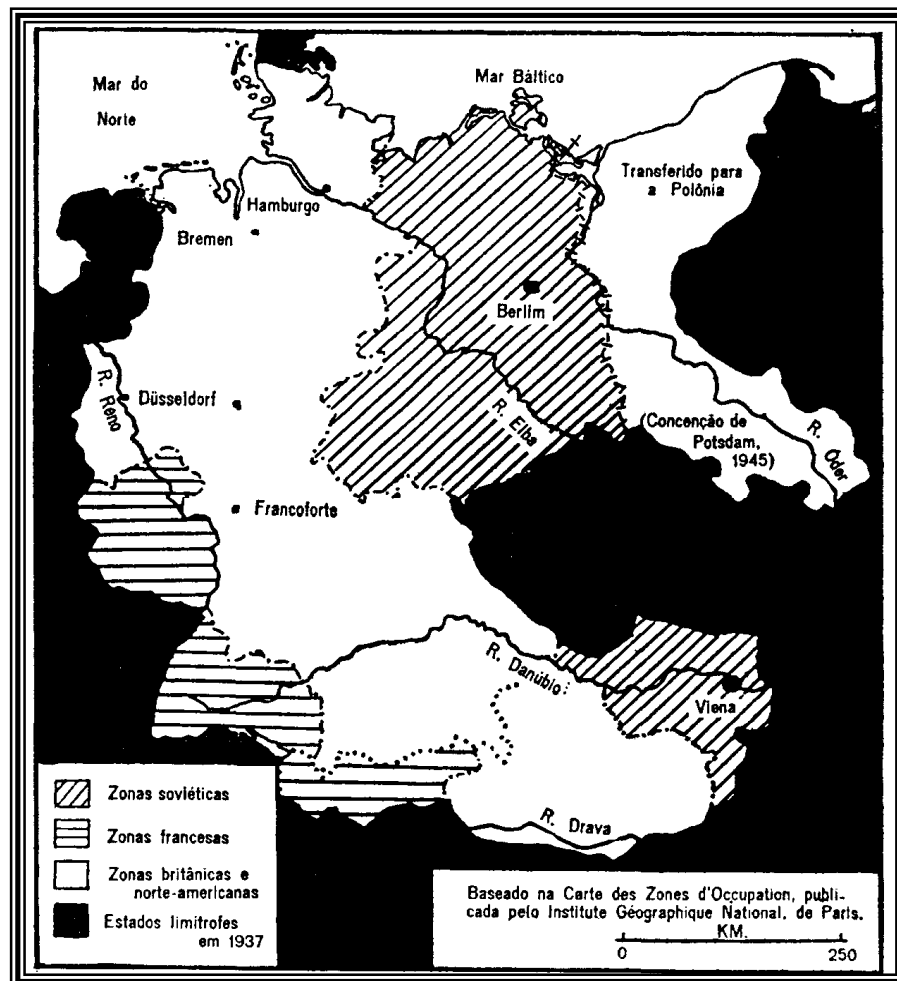 Mar do
Norte
Mar Báltico
Transferido para
a Polônia
Hamburgo
Bremen
Berlim
R. Reno
Düsseldorf
R. Elba
(Concenção de
Potsdam,
1945)
R. Oder
Francoforte
R. Danúbio
Viena
R. Drava
Zonas soviéticas
Zonas francesas
Zonas britânicas e
norte-americanas
Estados limítrofes
em 1937
Baseado na Carte des Zones d'Occupation, publi-
cada pelo Institute Géographique National, de Paris.
KM.
0 250